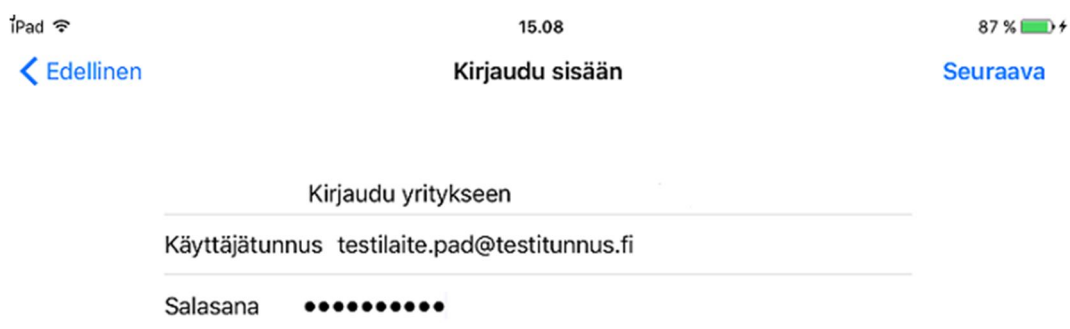 iPad 15.08 87 %
Edellinen Kirjaudu sisään Seuraava
Kirjaudu yritykseen
Käyttäjätunnus testilaite.pad@testitunnus.fi
Salasana ••••••••••